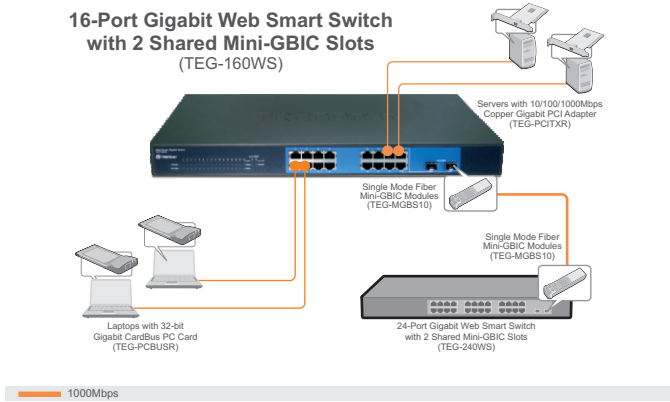 16-Port Gigabit Web Smart Switch
with 2 Shared Mini-GBIC Slots
(TEG-160WS)
Servers with 10/100/1000Mbps
Copper Gigabit PCI Adapter
(TEG-PCITXR)
Single Mode Fiber
Mini-GBIC Modules
(TEG-MGBS10)
Single Mode Fiber
Mini-GBIC Modules
(TEG-MGBS10)
Laptops with 32-bit
Gigabit CardBus PC Card
(TEG-PCBUSR)
24-Port Gigabit Web Smart Switch
with 2 Shared Mini-GBIC Slots
(TEG-240WS)
1000Mbps